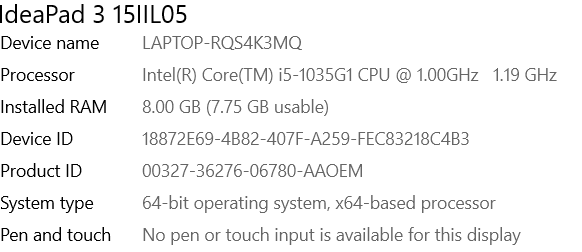 IdeaPad 3 15IIL05
Device name LAPTOP-RQS4K3MQ
Processor Intel(R) Core(TM) i5-1035G1 CPU @ 1.00GHz 1.19 GHz
Installed RAM 8.00 GB (7.75 GB usable)
Device ID 18872E69-4B82-407F-A259-FEC83218C4B3
Product ID 00327-36276-06780-AAOEM
System type 64-bit operating system, x64-based processor
Pen and touch No pen or touch input is available for this display